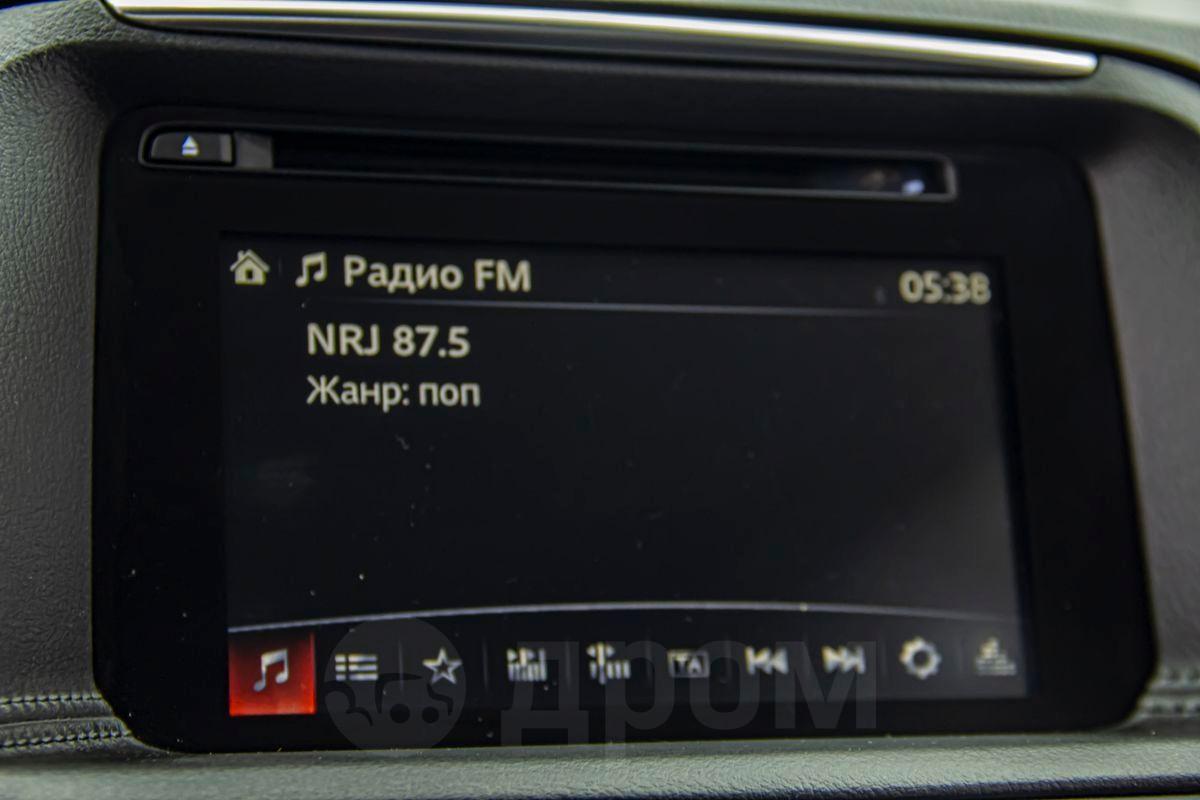 Радио FM
05:38
NRJ 87.5
Жанр: поп
TA
дром